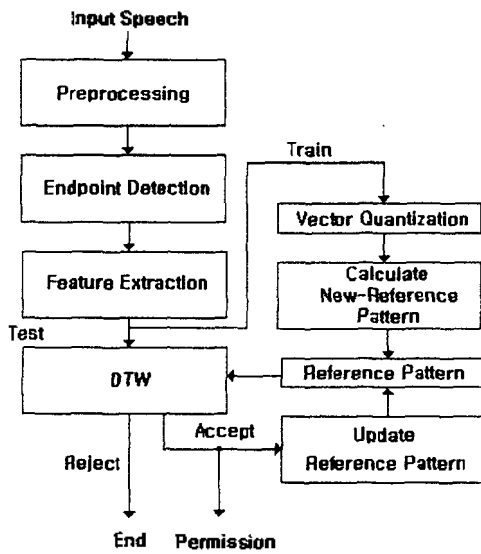 Input Speech
Preprocessing
Endpoint Detection
Train
Vector Quantization
Feature Extraction
Calculate
New-Reference
Pattern
Test
DTW
Reference Pattern
Accept
Update
Reference Pattern
Reject
End
Permission